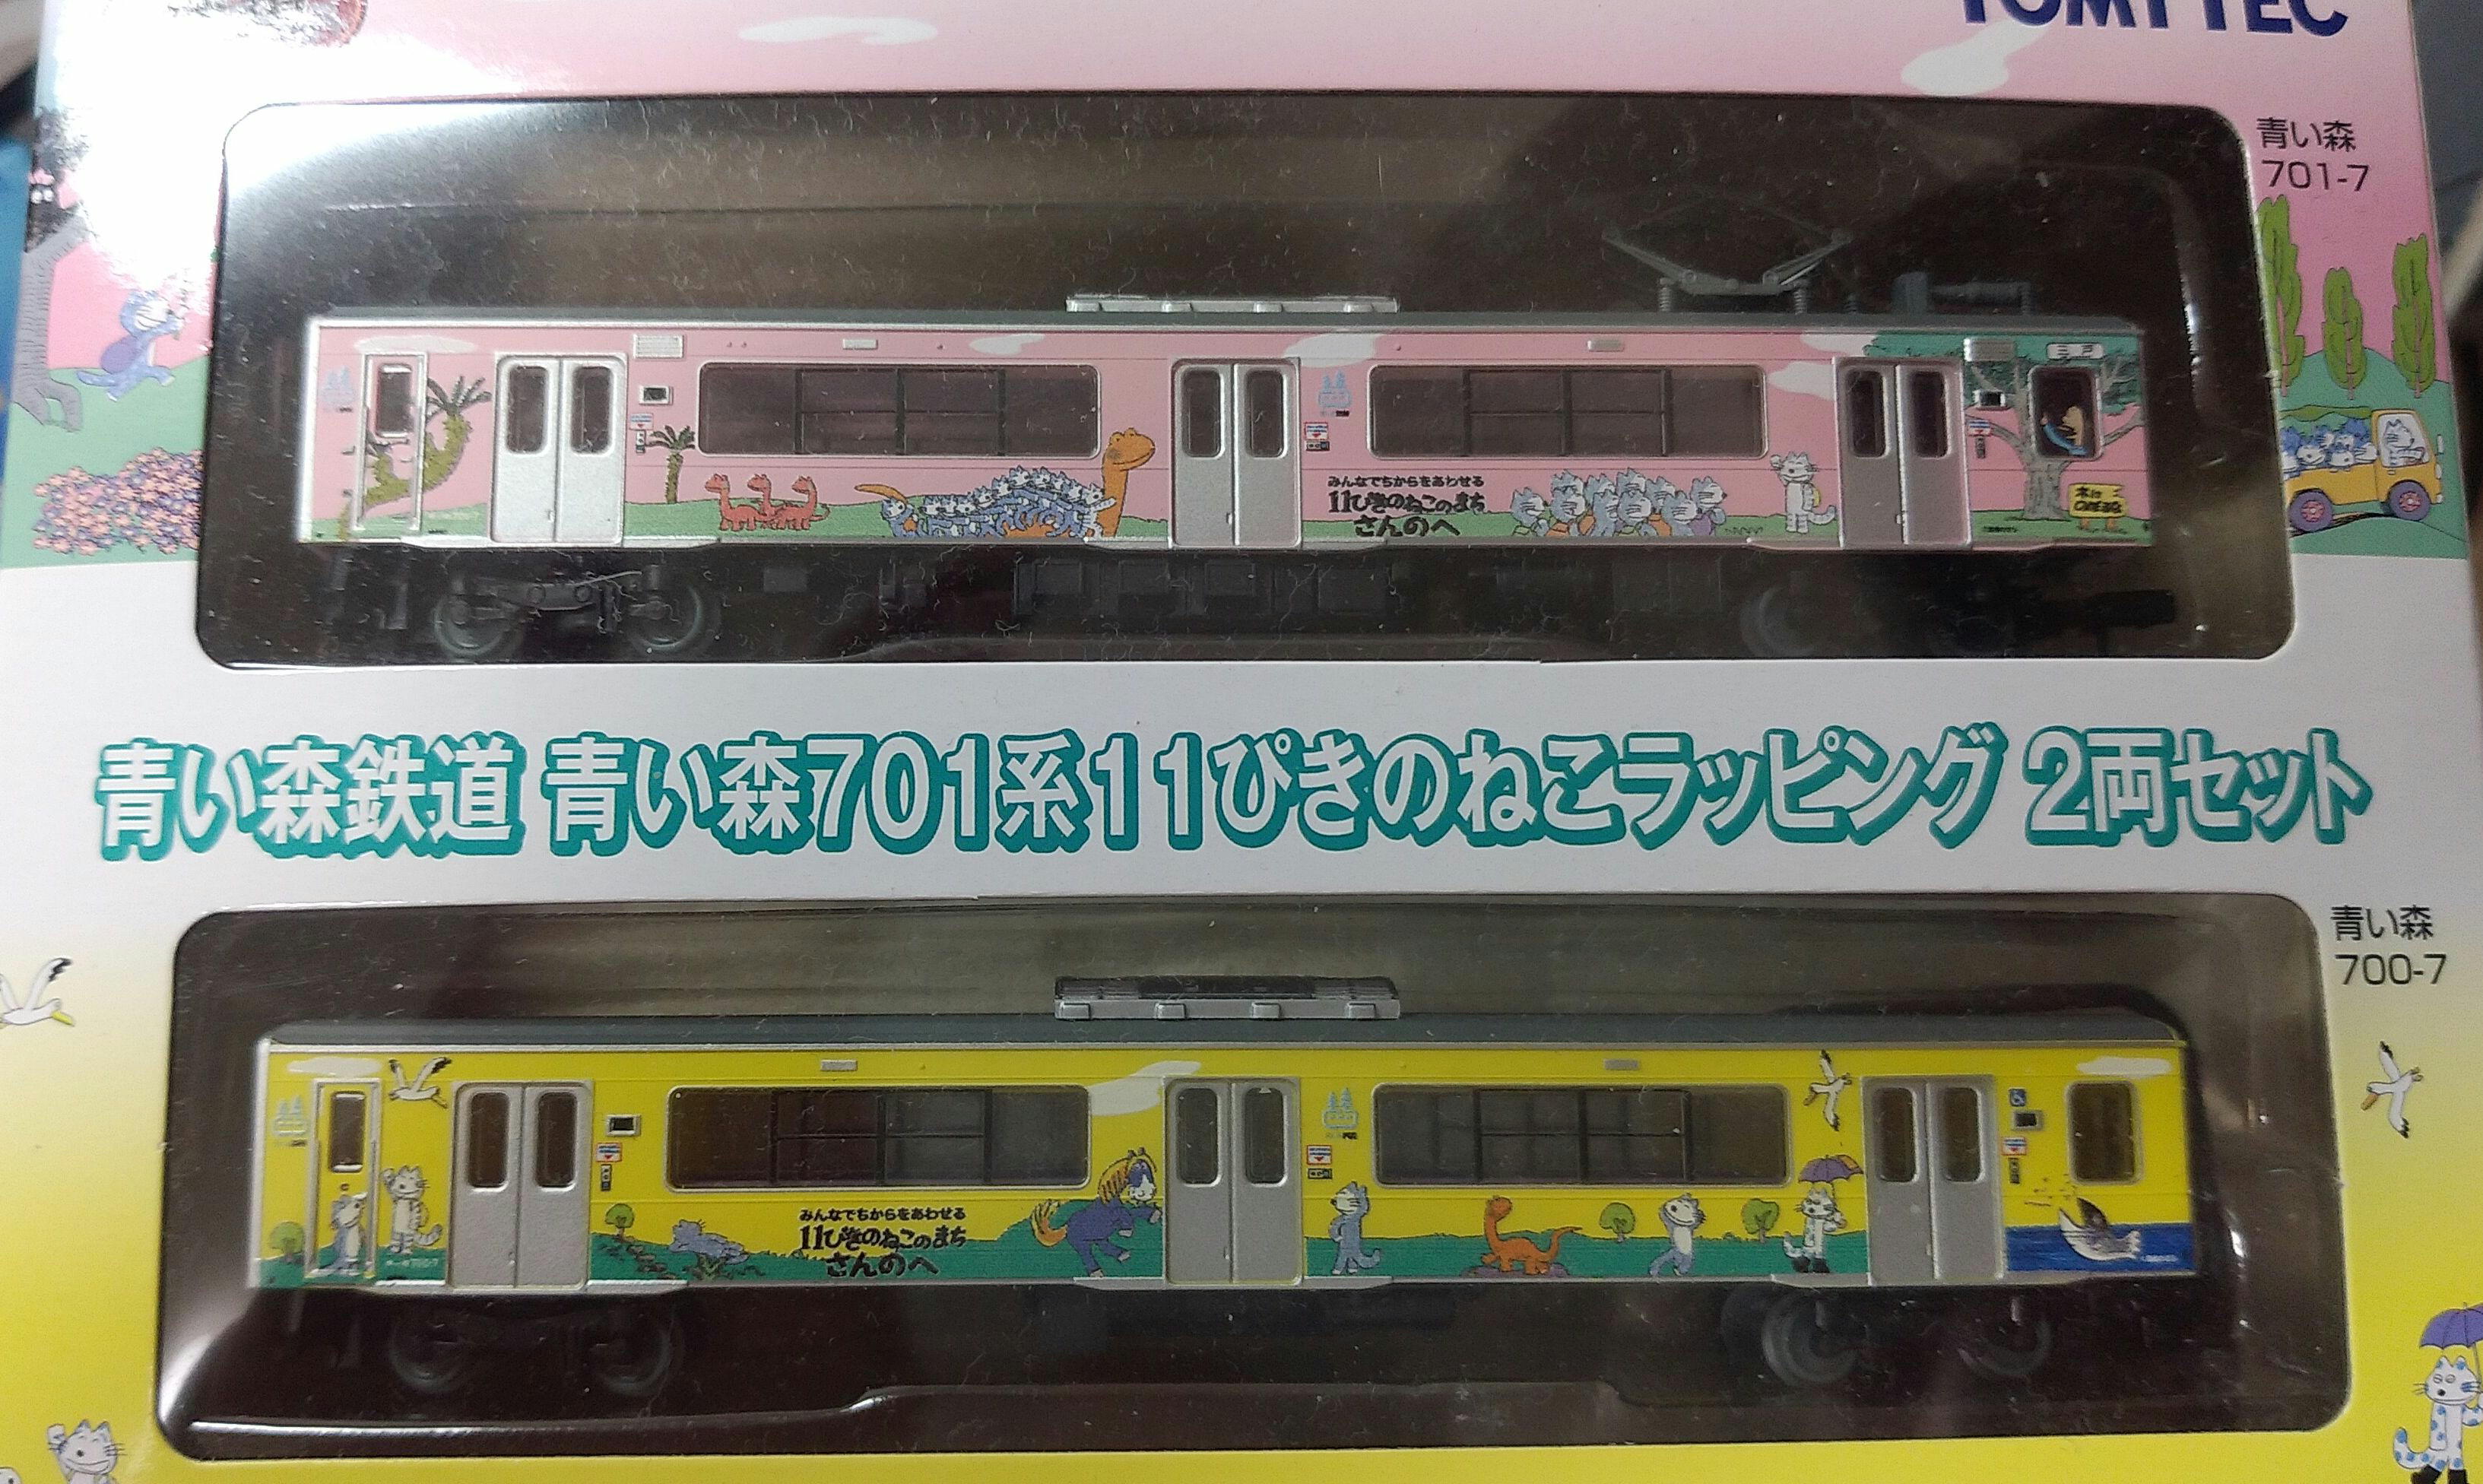 TOMYTEC
青い森
701-7
三戸
みんなでちからをあわせる
11ぴきのねこのまち
さんのへ
青い森鉄道 青い森701系11ぴきのねこラッピング 2両セット
青い森
700-7
みんなでちからをあわせる
11ぴきのねこのまち
さんのへ